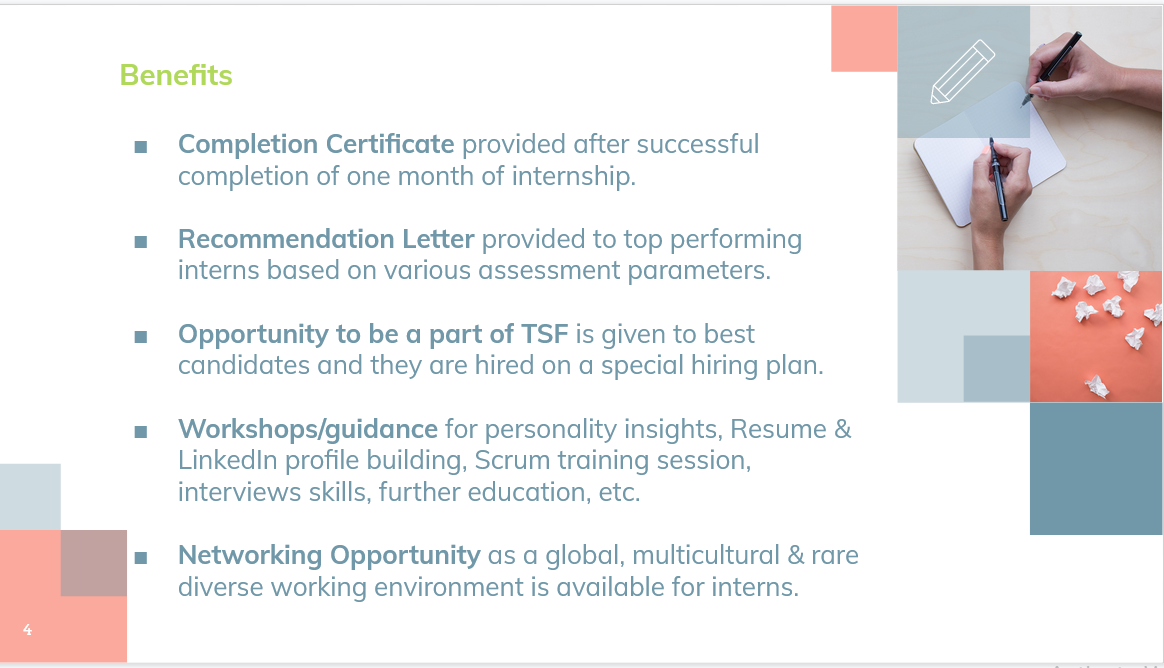 Benefits
▪ Completion Certificate provided after successful
completion of one month of internship.
▪ Recommendation Letter provided to top performing
interns based on various assessment parameters.
▪ Opportunity to be a part of TSF is given to best
candidates and they are hired on a special hiring plan.
▪ Workshops/guidance for personality insights, Resume &
LinkedIn profile building, Scrum training session,
interviews skills, further education, etc.
▪ Networking Opportunity as a global, multicultural & rare
diverse working environment is available for interns.
4